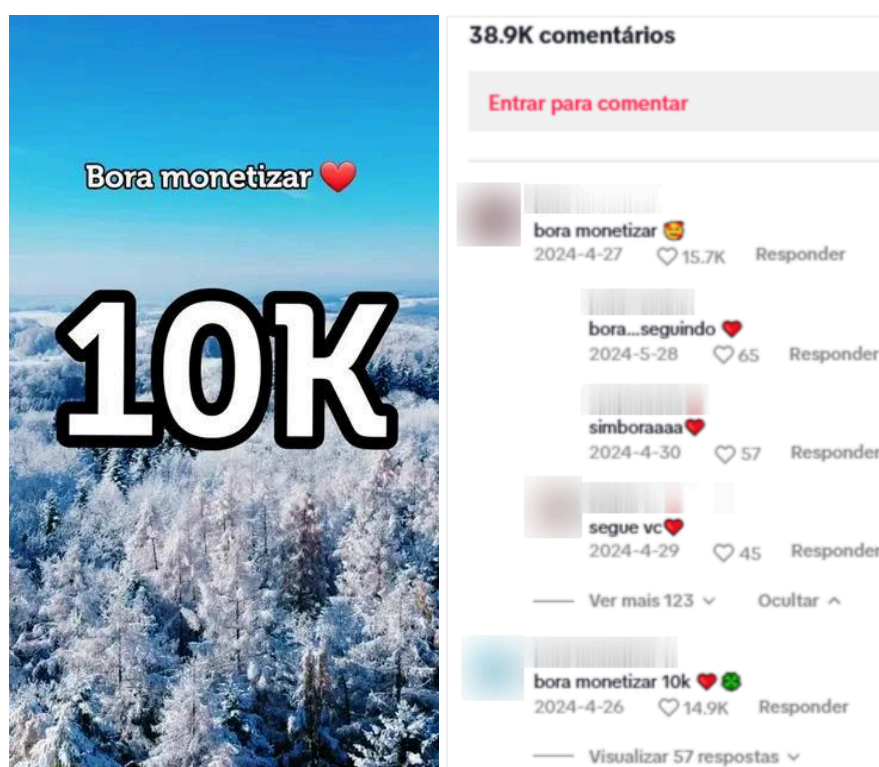 Bora monetizar ❤️
10K
38.9K comentários
Entrar para comentar
bora monetizar 🥰
2024-4-27 15.7K Responder
bora...seguindo ❤️
2024-5-28 65 Responder
simboraaaa❤️
2024-4-30 57 Responder
segue vc❤️
2024-4-29 45 Responder
Ver mais 123 Ocultar
bora monetizar 10k ❤️🍀
2024-4-26 14.9K Responder
Visualizar 57 respostas